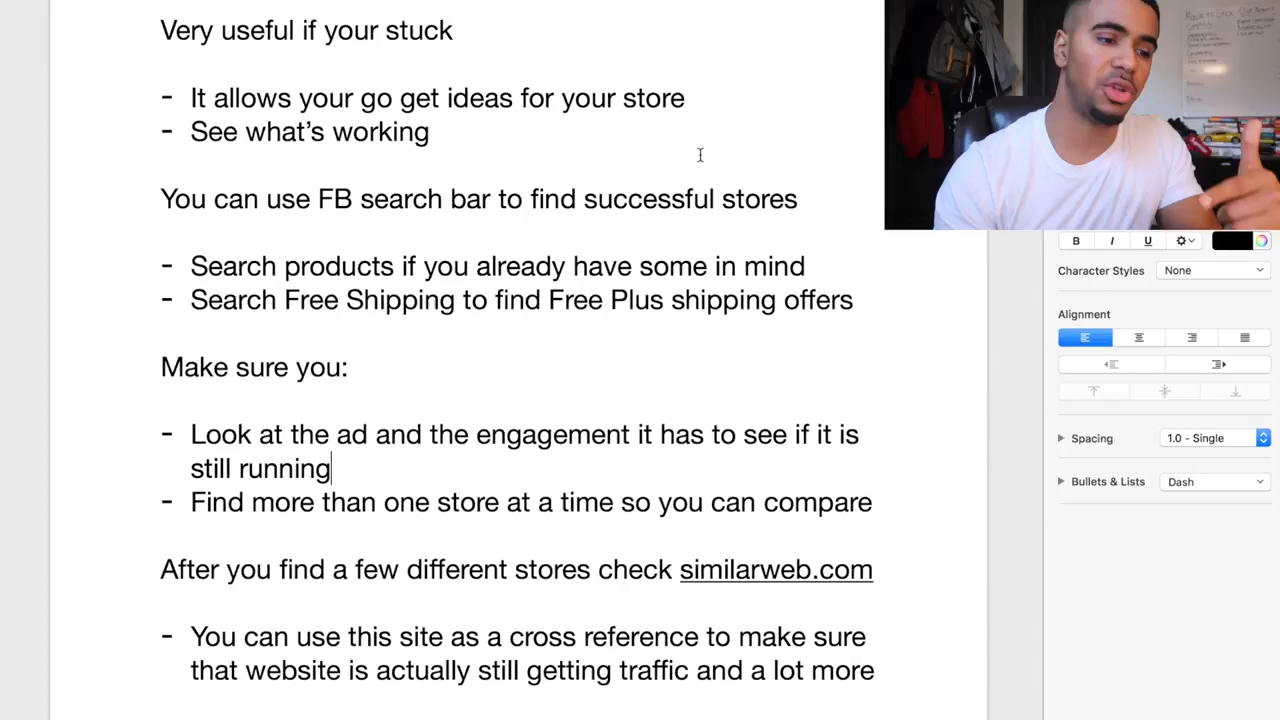 Very useful if your stuck
- It allows your go get ideas for your store
- See what's working
You can use FB search bar to find successful stores
- Search products if you already have some in mind
- Search Free Shipping to find Free Plus shipping offers
Make sure you:
- Look at the ad and the engagement it has to see if it is
still running
- Find more than one store at a time so you can compare
After you find a few different stores check similarweb.com
- You can use this site as a cross reference to make sure
that website is actually still getting traffic and a lot more
B I U
Character Styles None
Alignment
Spacing 1.0 - Single
Bullets & Lists Dash